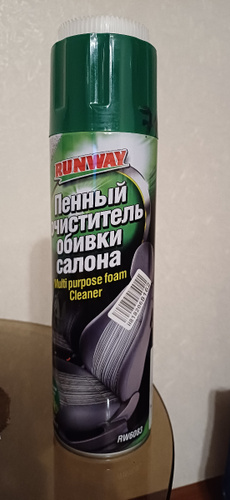 RUNWAY
Пенный
очиститель
обивки
салона
Multi purpose foam
Cleaner
RW6083